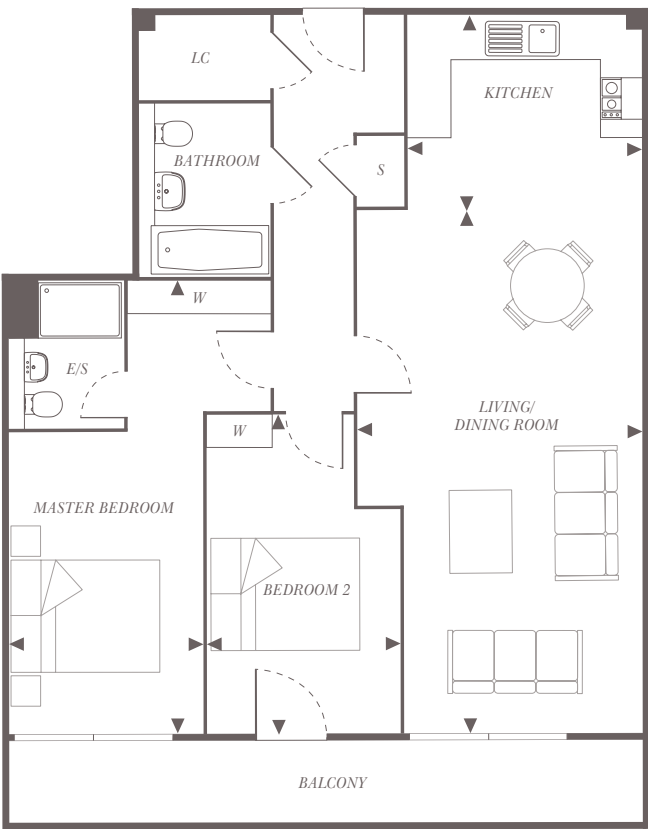 LC
KITCHEN
BATHROOM
S
W
E/S
LIVING/
DINING ROOM
W
MASTER BEDROOM
BEDROOM 2
BALCONY